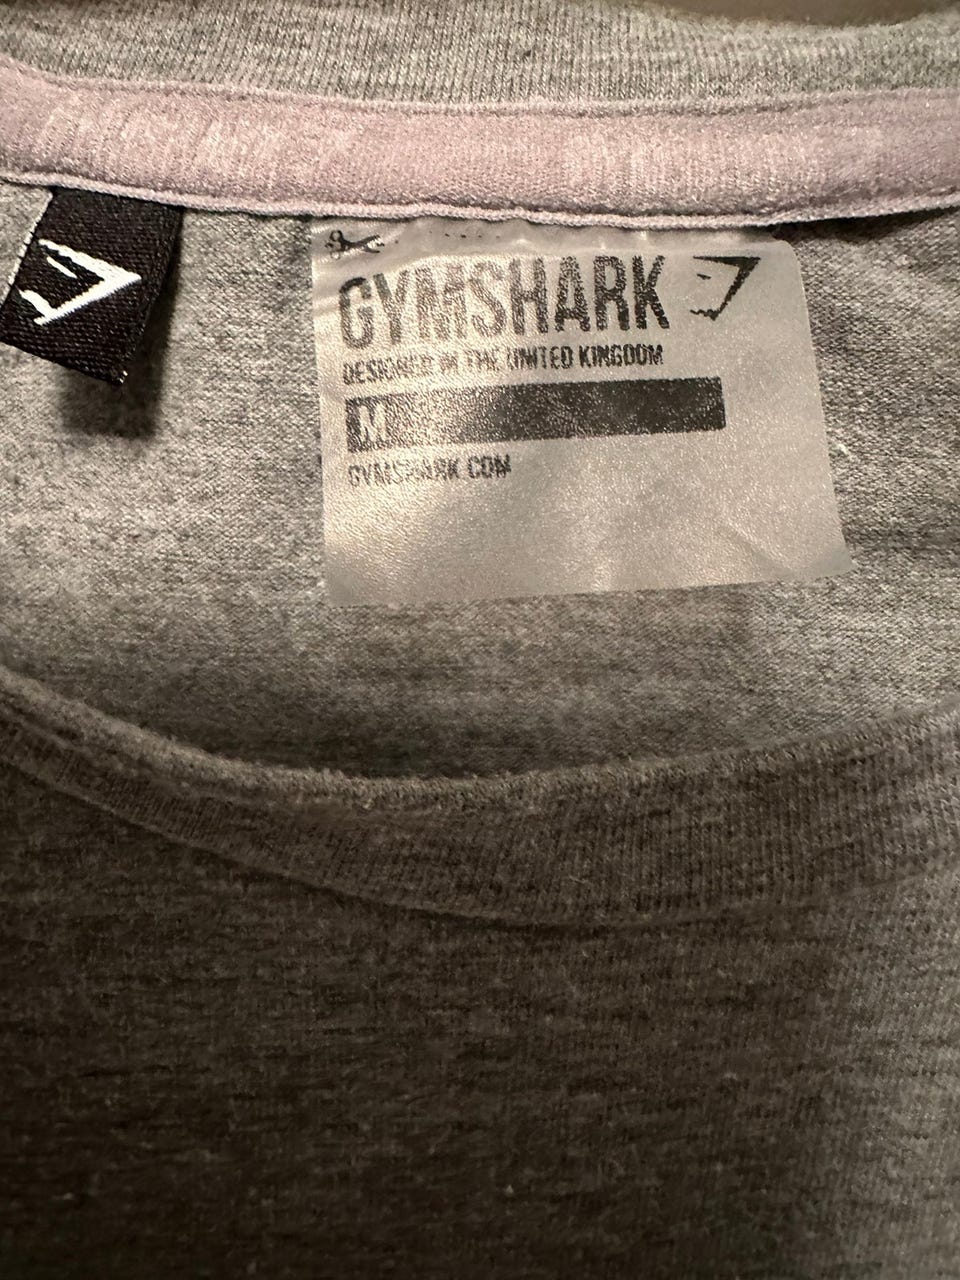 GYMSHARK
DESIGNED IN THE UNITED KINGDOM
M
GYMSHARK.COM